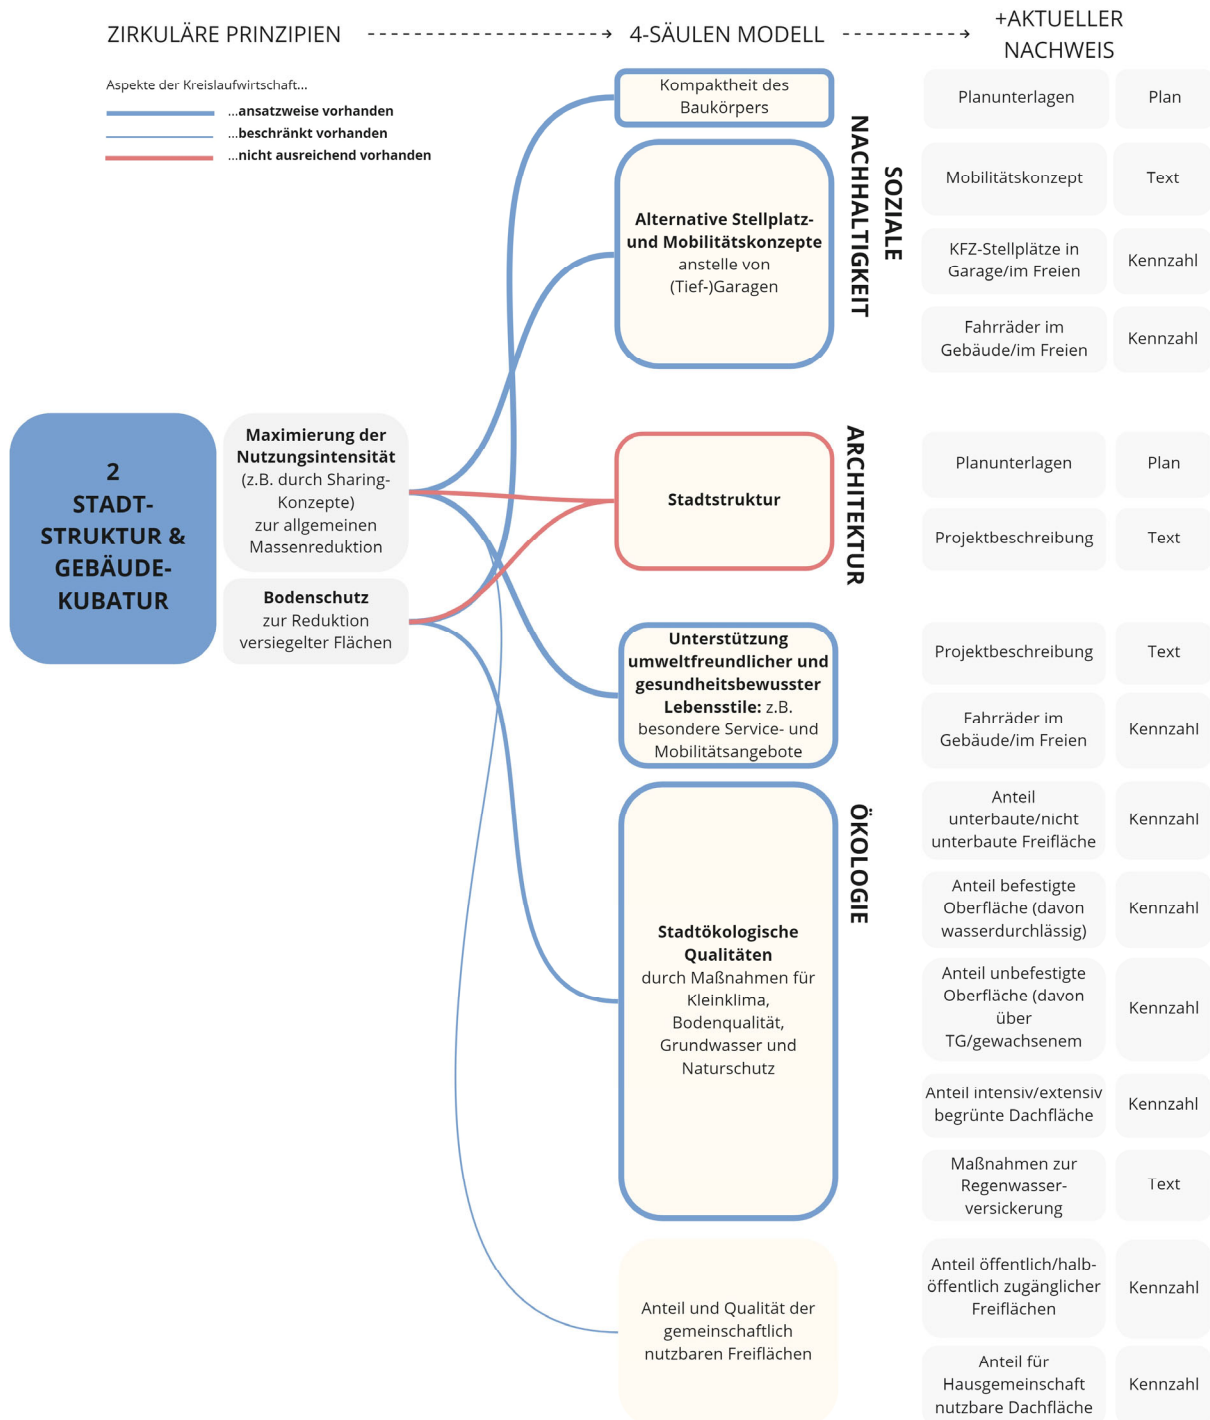 ZIRKULÄRE PRINZIPIEN
4-SÄULEN MODELL
+AKTUELLER
NACHWEIS
Aspekte der Kreislaufwirtschaft...
...ansatzweise vorhanden
...beschränkt vorhanden
...nicht ausreichend vorhanden
2
STADT-
STRUKTUR &
GEBÄUDE-
KUBATUR
Maximierung der
Nutzungsintensität
(z.B. durch Sharing-
Konzepte)
zur allgemeinen
Massenreduktion
Bodenschutz
zur Reduktion
versiegelter Flächen
Kompaktheit des
Baukörpers
Alternative Stellplatz-
und Mobilitätskonzepte
anstelle von
(Tief-)Garagen
SOZIALE
NACHHALTIGKEIT
Planunterlagen
Plan
Mobilitätskonzept
Text
KFZ-Stellplätze in
Garage/im Freien
Kennzahl
Fahrräder im
Gebäude/im Freien
Kennzahl
Stadtstruktur
ARCHITEKTUR
Planunterlagen
Plan
Projektbeschreibung
Text
Unterstützung
umweltfreundlicher und
gesundheitsbewusster
Lebensstile: z.B.
besondere Service- und
Mobilitätsangebote
Stadtökologische
Qualitäten
durch Maßnahmen für
Kleinklima,
Bodenqualität,
Grundwasser und
Naturschutz
Anteil und Qualität der
gemeinschaftlich
nutzbaren Freiflächen
ÖKOLOGIE
Projektbeschreibung
Text
Fahrräder im
Gebäude/im Freien
Kennzahl
Anteil
unterbaute/nicht
unterbaute Freifläche
Kennzahl
Anteil befestigte
Oberfläche (davon
wasserdurchlässig)
Kennzahl
Anteil unbefestigte
Oberfläche (davon
über
TG/gewachsenem
Kennzahl
Anteil intensiv/extensiv
begrünte Dachfläche
Kennzahl
Maßnahmen zur
Regenwasser-
versickerung
Text
Anteil öffentlich/halb-
öffentlich zugänglicher
Freiflächen
Kennzahl
Anteil für
Hausgemeinschaft
nutzbare Dachfläche
Kennzahl